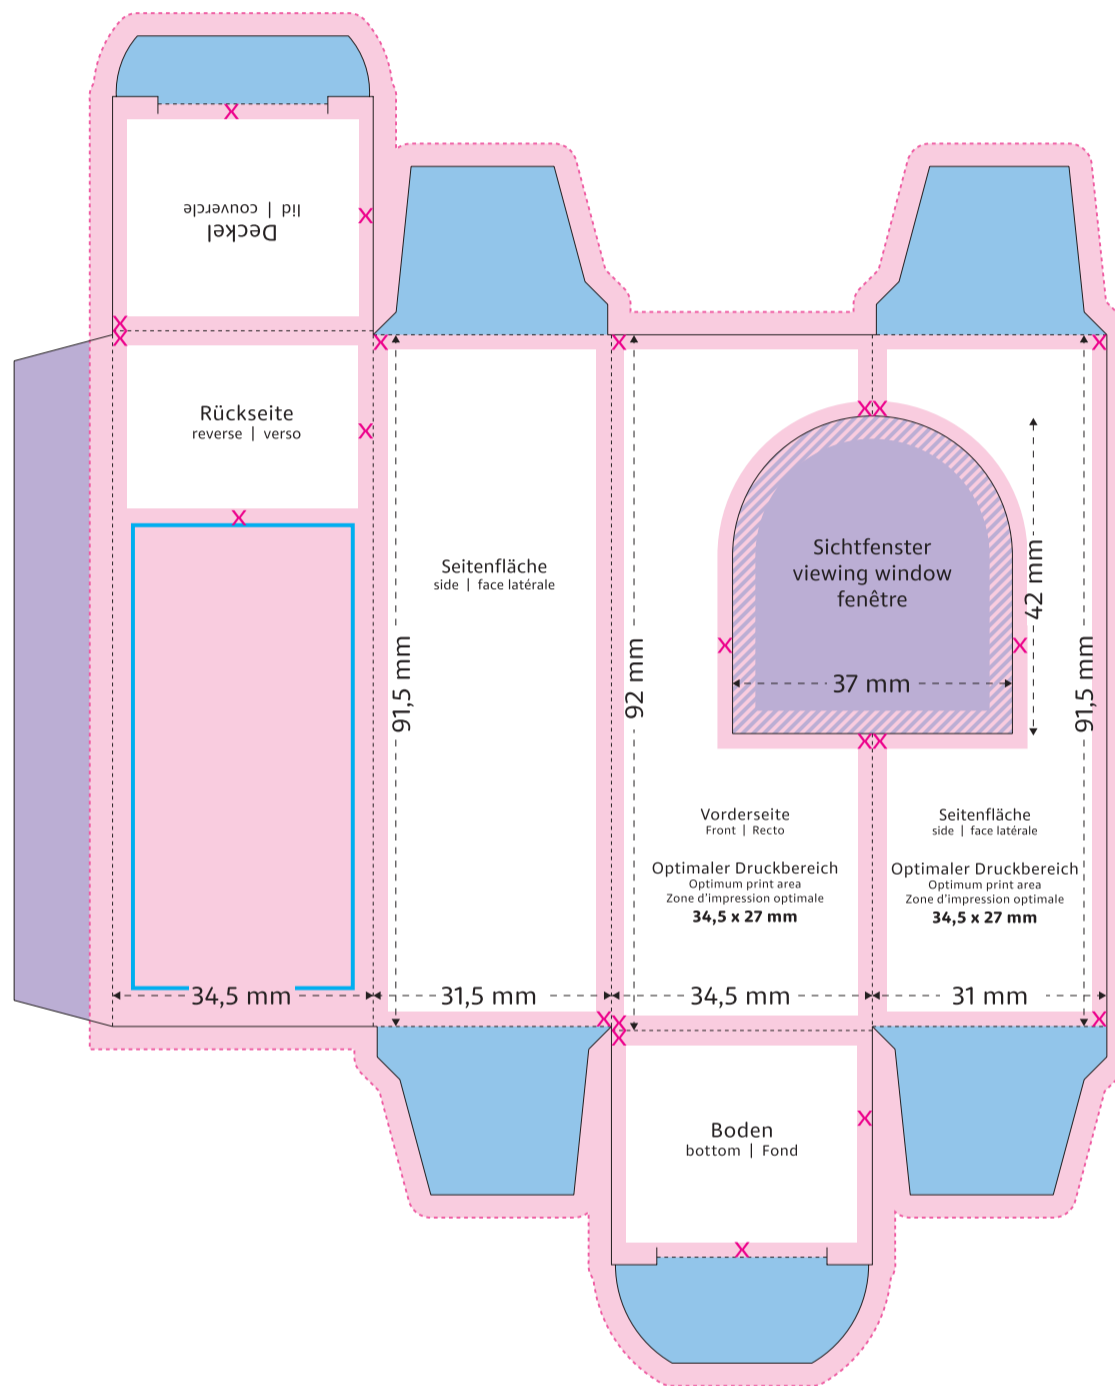 Deckel
lid | couvercle
Rückseite
reverse | verso
Seitenfläche
side | face latérale
Sichtfenster
viewing window
fenêtre
42 mm
37 mm
91,5 mm
92 mm
91,5 mm
Vorderseite
Front | Recto
Optimaler Druckbereich
Optimum print area
Zone d'impression optimale
34,5 x 27 mm
Seitenfläche
side | face latérale
Optimaler Druckbereich
Optimum print area
Zone d'impression optimale
34,5 x 27 mm
34,5 mm
31,5 mm
34,5 mm
31 mm
Boden
bottom | Fond